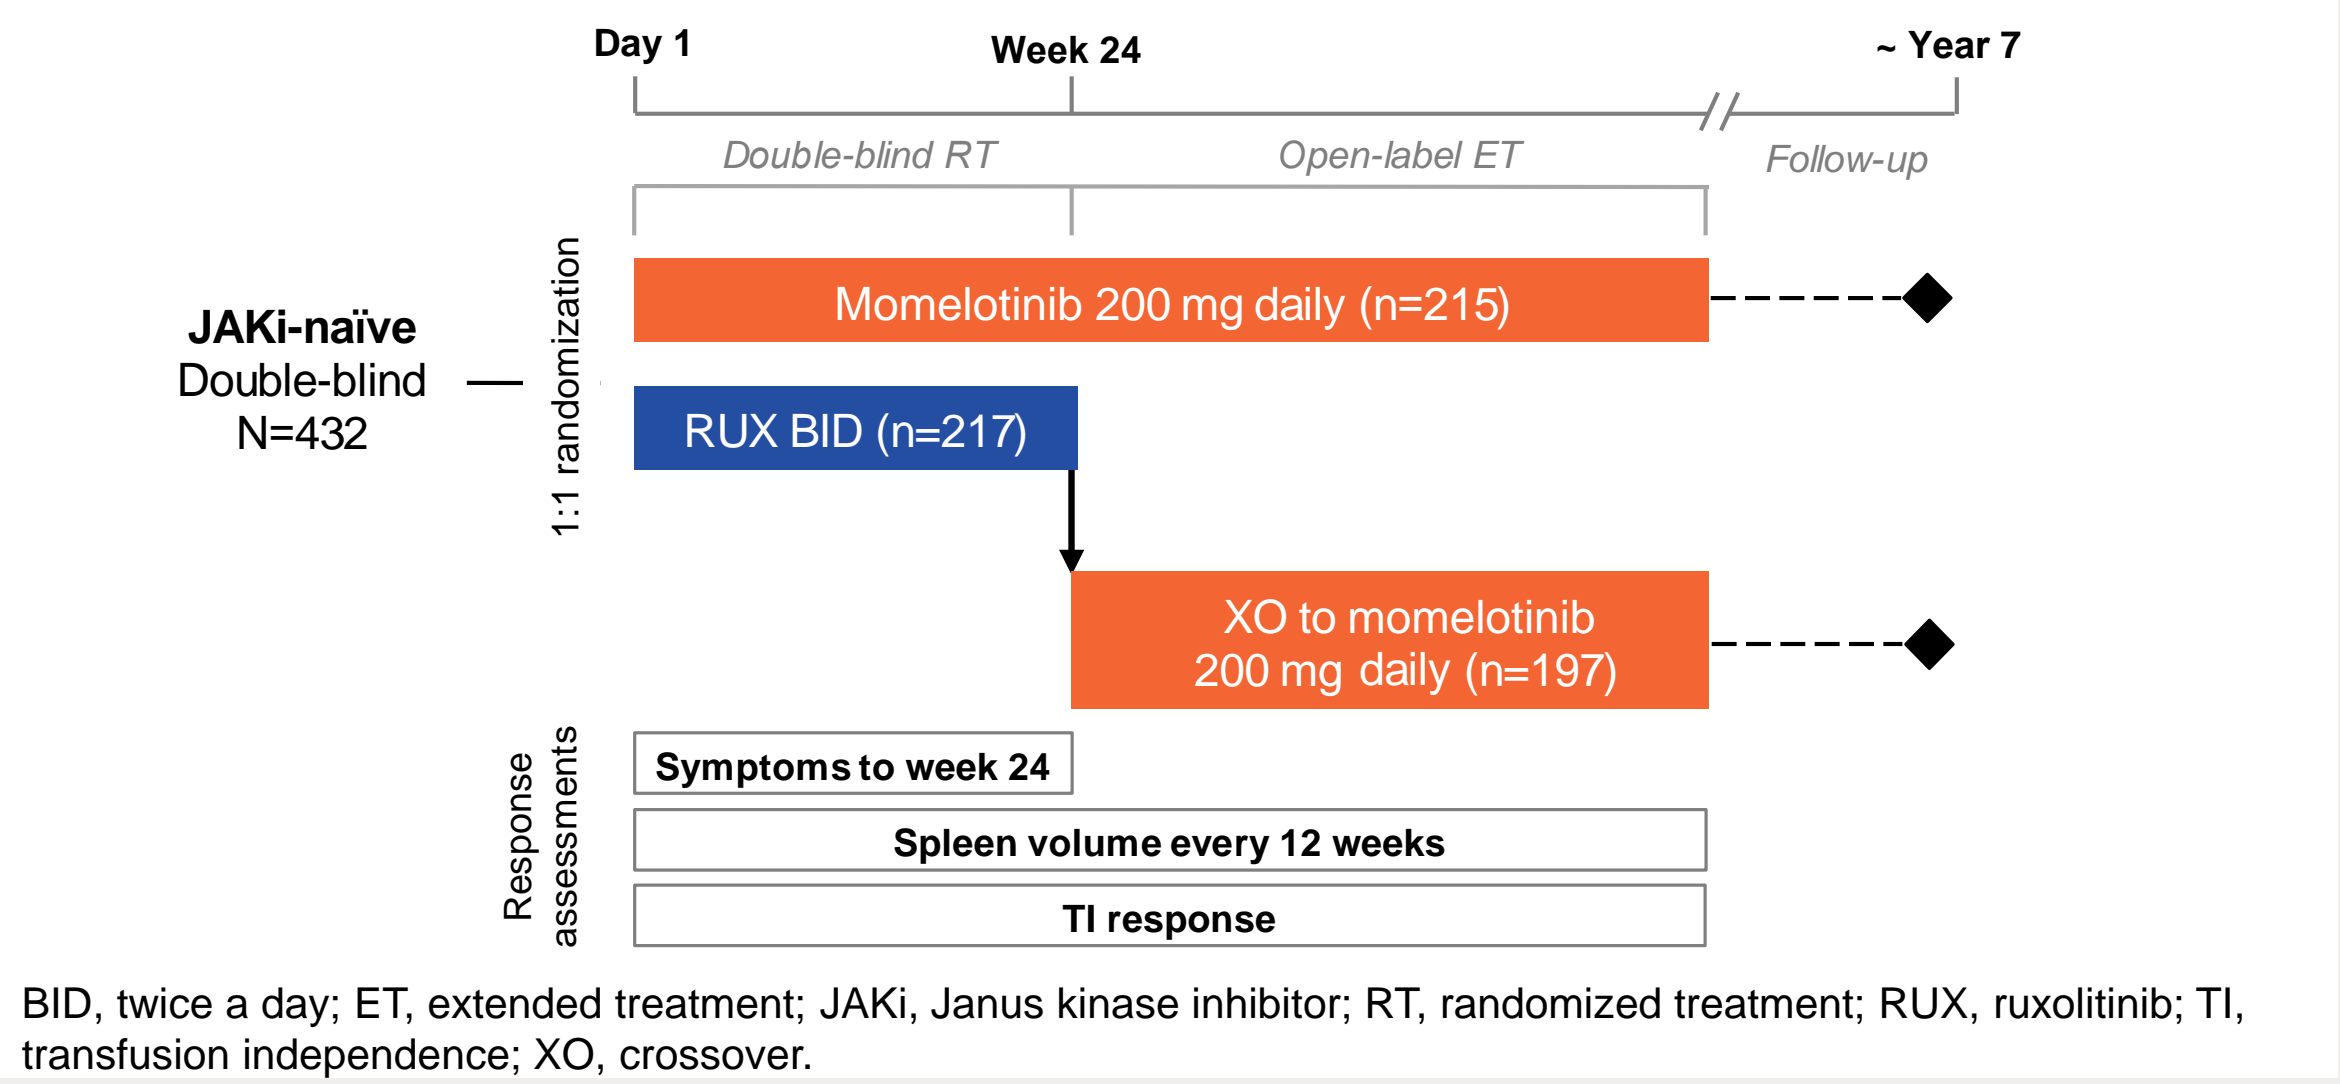 Day 1
Week 24
~ Year 7
Double-blind RT
Open-label ET
Follow-up
JAKi-naïve
Double-blind
N=432
1:1 randomization
Momelotinib 200 mg daily (n=215)
RUX BID (n=217)
XO to momelotinib
200 mg daily (n=197)
Response
assessments
Symptoms to week 24
Spleen volume every 12 weeks
TI response
BID, twice a day; ET, extended treatment; JAKi, Janus kinase inhibitor; RT, randomized treatment; RUX, ruxolitinib; TI,
transfusion independence; XO, crossover.